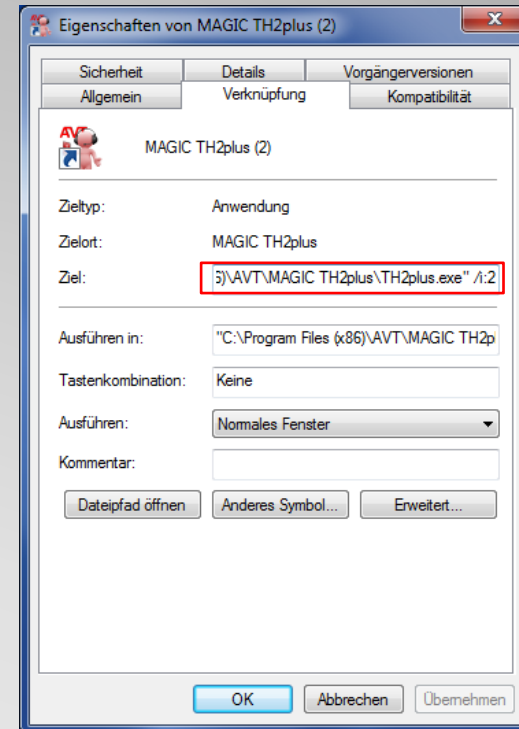 Eigenschaften von MAGIC TH2plus (2)
Sicherheit Details Vorgängerversionen
Allgemein Verknüpfung Kompatibilität
AVT
MAGIC TH2plus (2)
Zieltyp: Anwendung
Zielort: MAGIC TH2plus
Ziel: 6)\AVT\MAGIC TH2plus\TH2plus.exe" /i:2
Ausführen in: "C:\Program Files (x86)\AVT\MAGIC TH2p
Tastenkombination: Keine
Ausführen: Normales Fenster
Kommentar:
Dateipfad öffnen Anderes Symbol... Erweitert...
OK Abbrechen Übernehmen